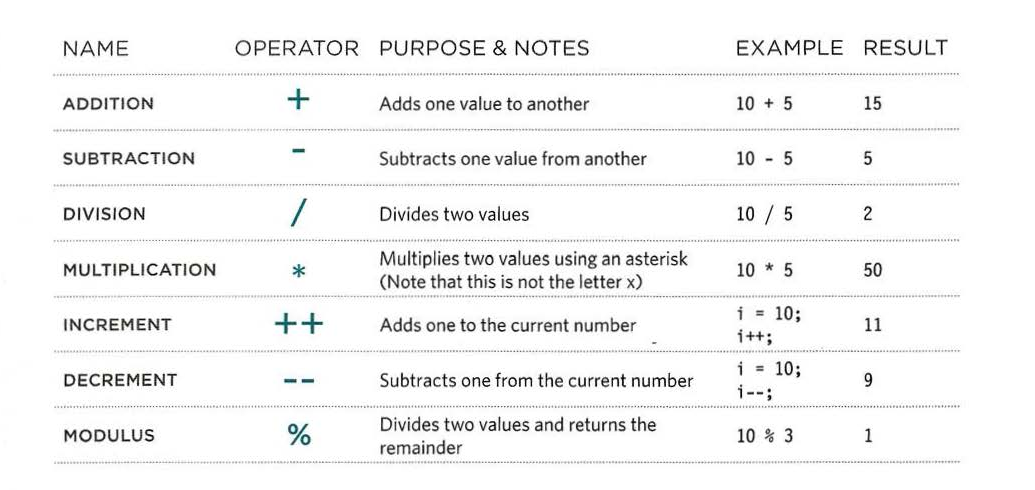 NAME OPERATOR PURPOSE & NOTES EXAMPLE RESULT
ADDITION + Adds one value to another 10 + 5 15
SUBTRACTION - Subtracts one value from another 10 - 5 5
DIVISION / Divides two values 10 / 5 2
MULTIPLICATION * Multiplies two values using an asterisk
(Note that this is not the letter x) 10 * 5 50
INCREMENT ++ Adds one to the current number i = 10;
i++; 11
DECREMENT -- Subtracts one from the current number i = 10;
i--; 9
MODULUS % Divides two values and returns the
remainder 10 % 3 1